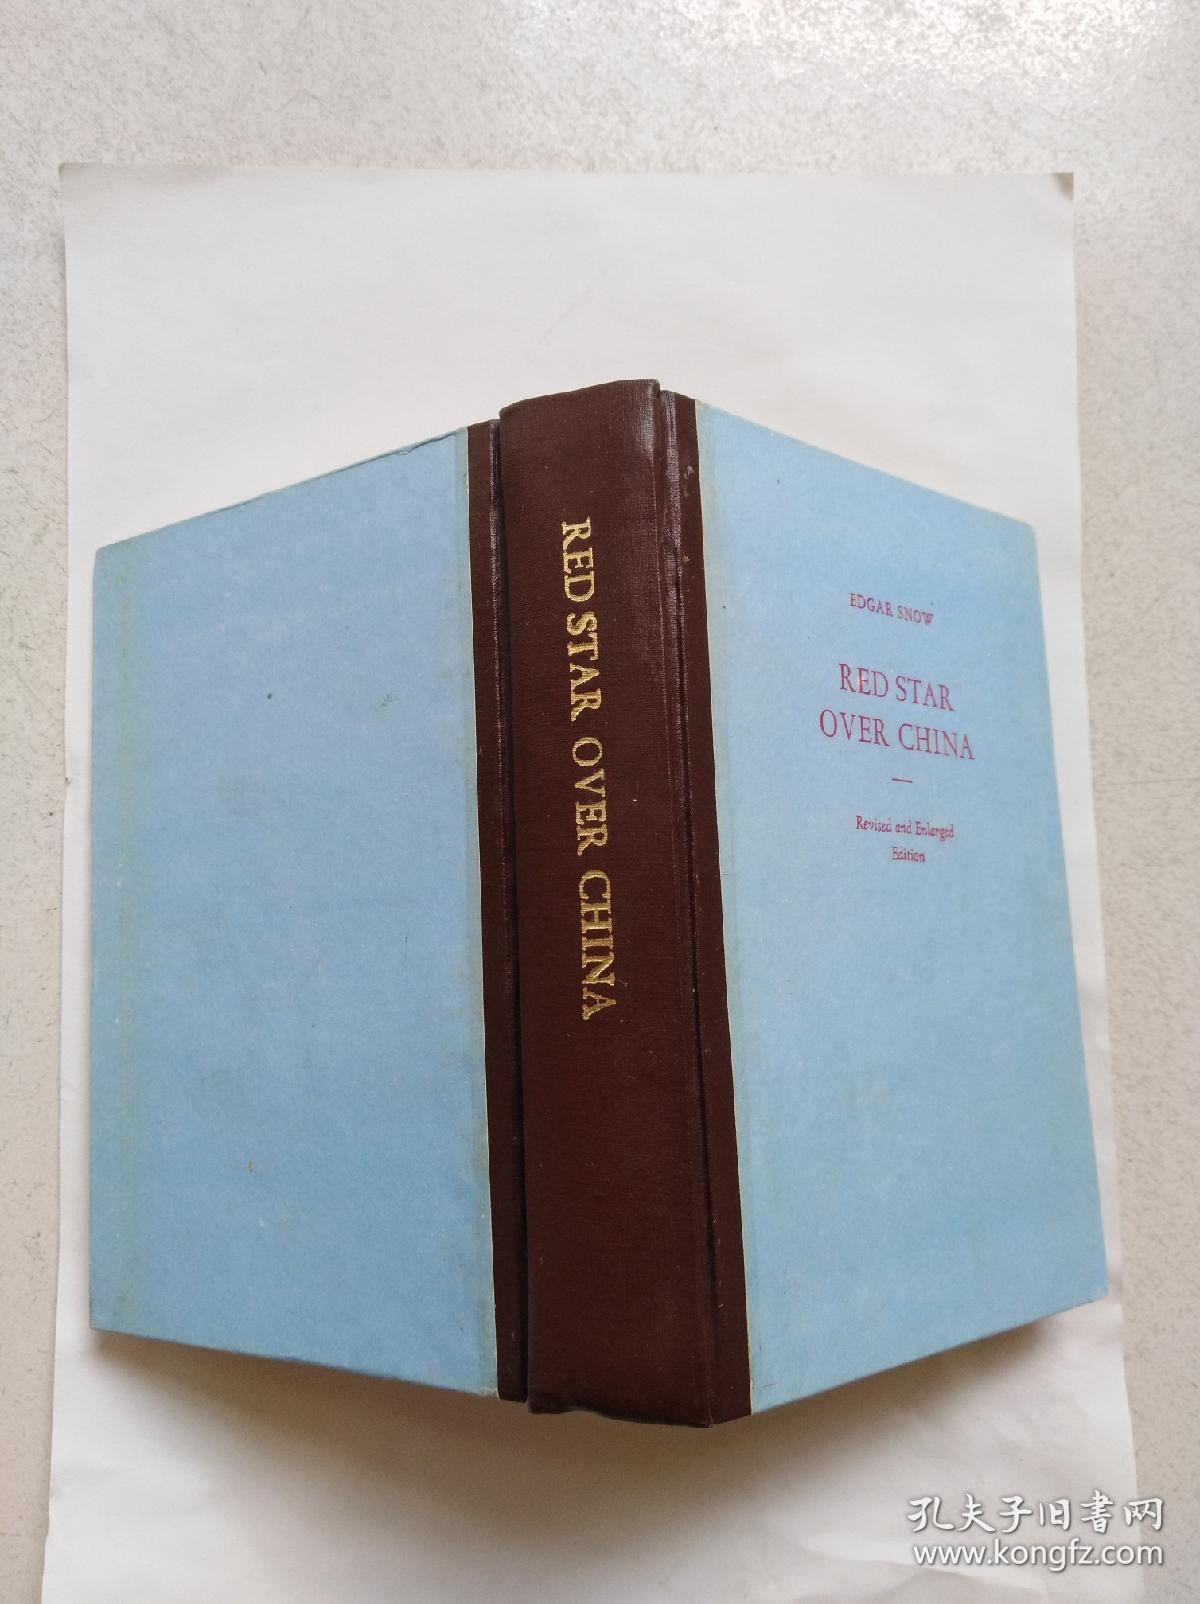 RED STAR OVER CHINA
EDGAR SNOW
RED STAR
OVER CHINA
Revised and Enlarged
Edition
孔夫子旧书网
www.kongfz.com